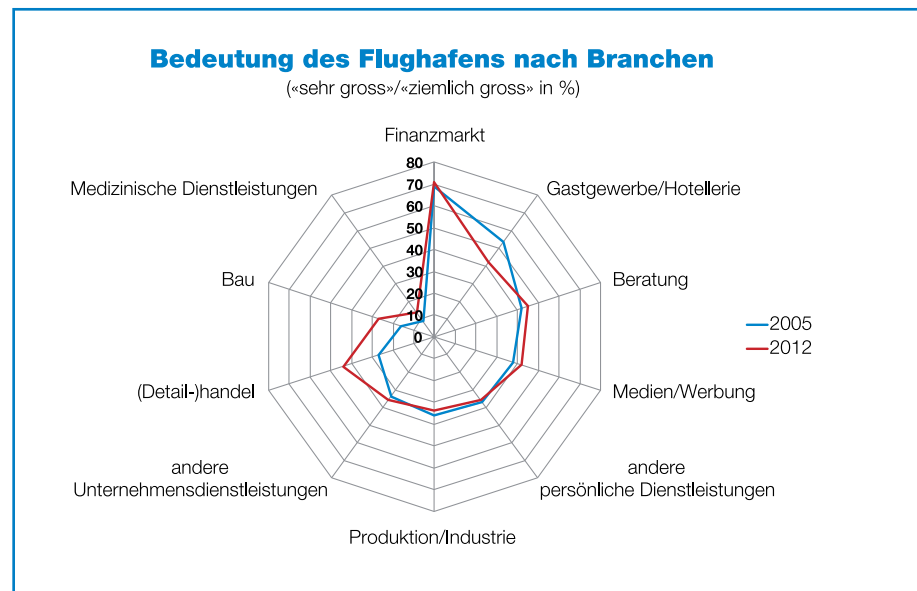 Bedeutung des Flughafens nach Branchen
(«sehr gross»/«ziemlich gross» in %)
Finanzmarkt
80
70
60
50
40
30
20
10
0
Gastgewerbe/Hotellerie
Beratung
Medien/Werbung
andere
persönliche Dienstleistungen
Produktion/Industrie
andere
Unternehmensdienstleistungen
(Detail-)handel
Bau
Medizinische Dienstleistungen
2005
2012